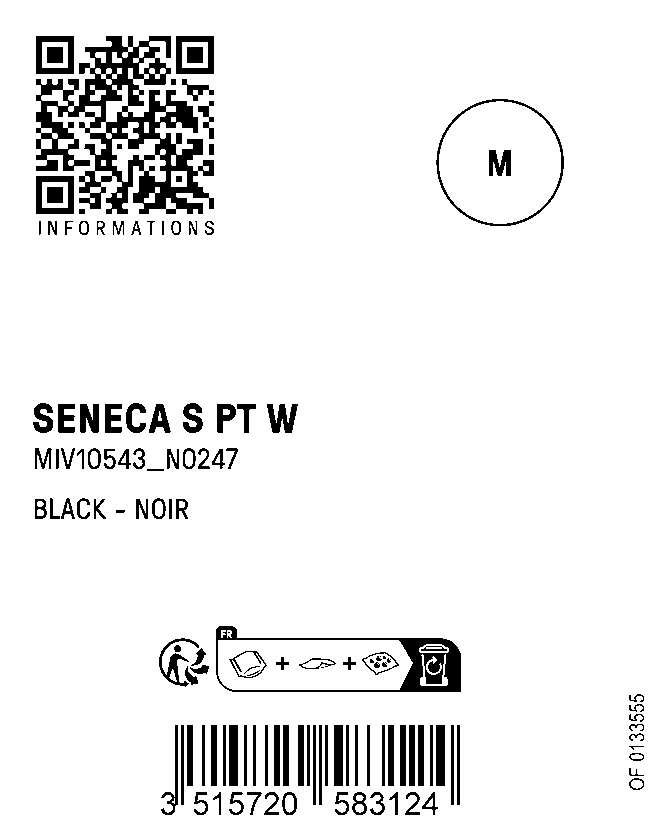 INFORMATIONS
M
SENECA S PT W
MIV10543_N0247
BLACK - NOIR
FR
OF 0133555
3 515720 583124